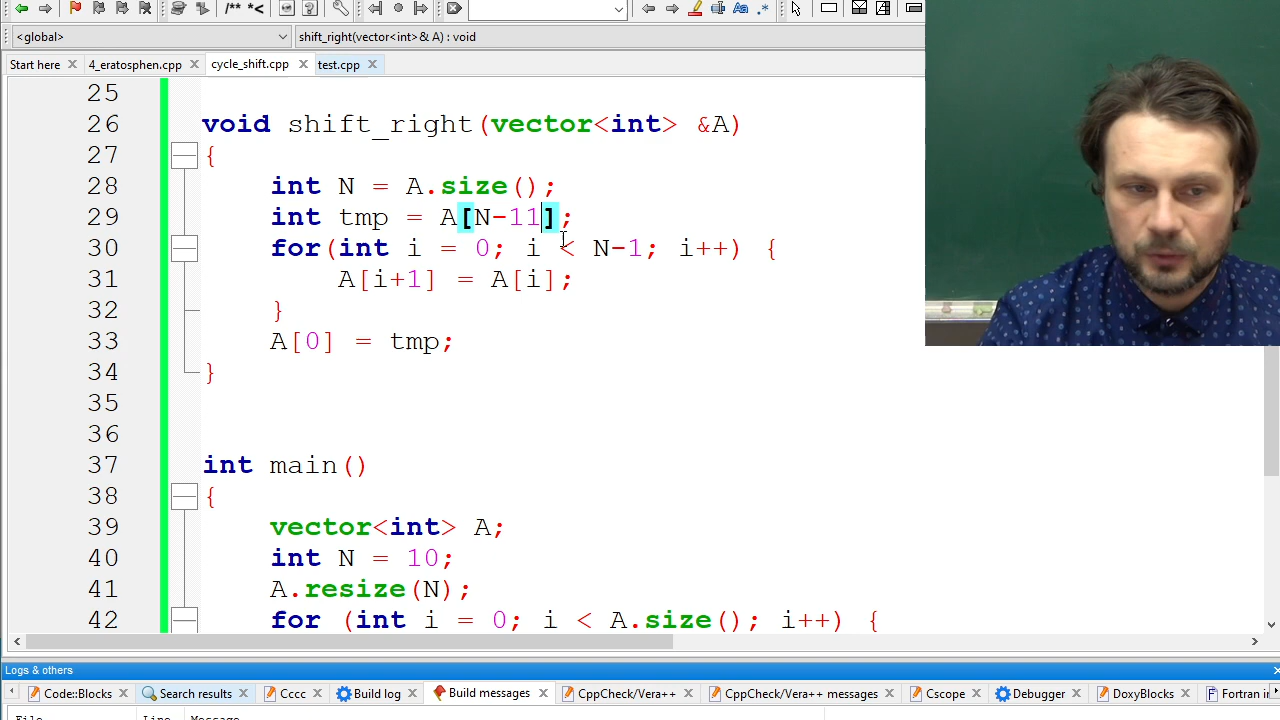 /** *<
<global>
shift_right(vector<int>& A) : void
Start here
4_eratosphen.cpp
cycle_shift.cpp
test.cpp
25
26 void shift_right(vector<int> &A)
27 {
28 int N = A.size();
29 int tmp = A[N-11];
30 for(int i = 0; i < N-1; i++) {
31 A[i+1] = A[i];
32 }
33 A[0] = tmp;
34 }
35
36
37 int main()
38 {
39 vector<int> A;
40 int N = 10;
41 A.resize(N);
42 for (int i = 0; i < A.size(); i++) {
Logs & others
Code::Blocks
Search results
Cccc
Build log
Build messages
CppCheck/Vera++
CppCheck/Vera++ messages
Cscope
Debugger
DoxyBlocks
Fortran in
File Line Message